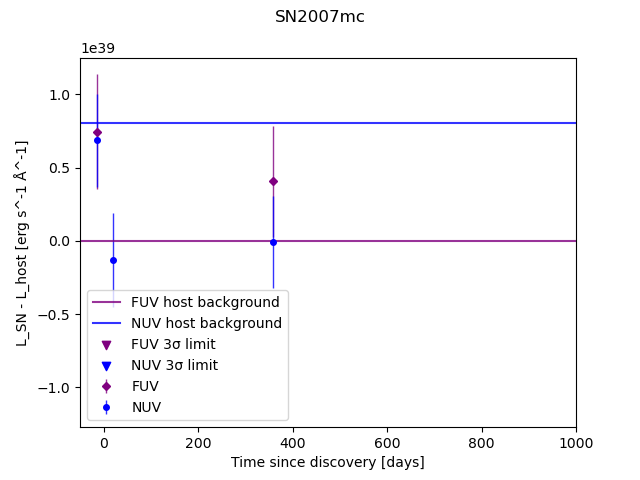 SN2007mc
1e39
L_SN - L_host [erg s^-1 Å^-1]
1.0
0.5
0.0
−0.5
−1.0
FUV host background
NUV host background
FUV 3σ limit
NUV 3σ limit
FUV
NUV
0 200 400 600 800 1000
Time since discovery [days]